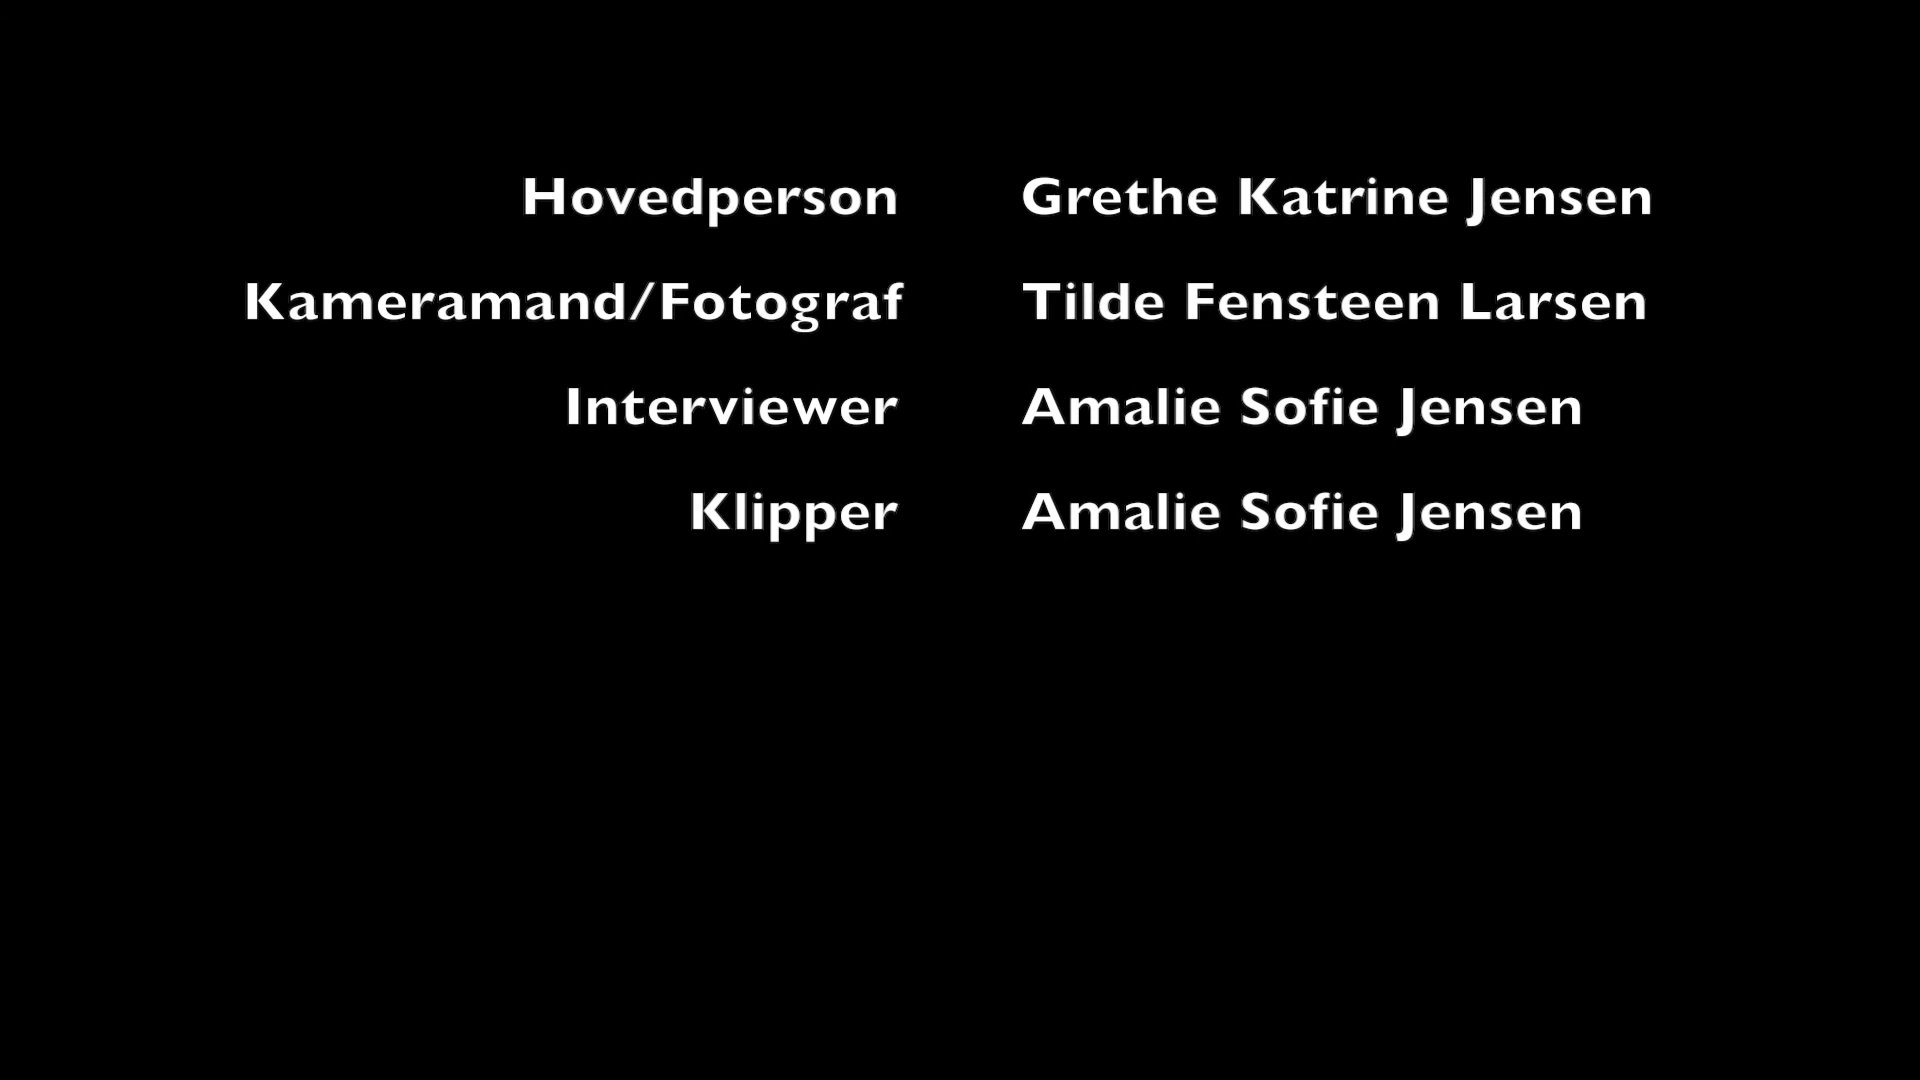 Hovedperson Grethe Katrine Jensen
Kameramand/Fotograf Tilde Fensteen Larsen
Interviewer Amalie Sofie Jensen
Klipper Amalie Sofie Jensen